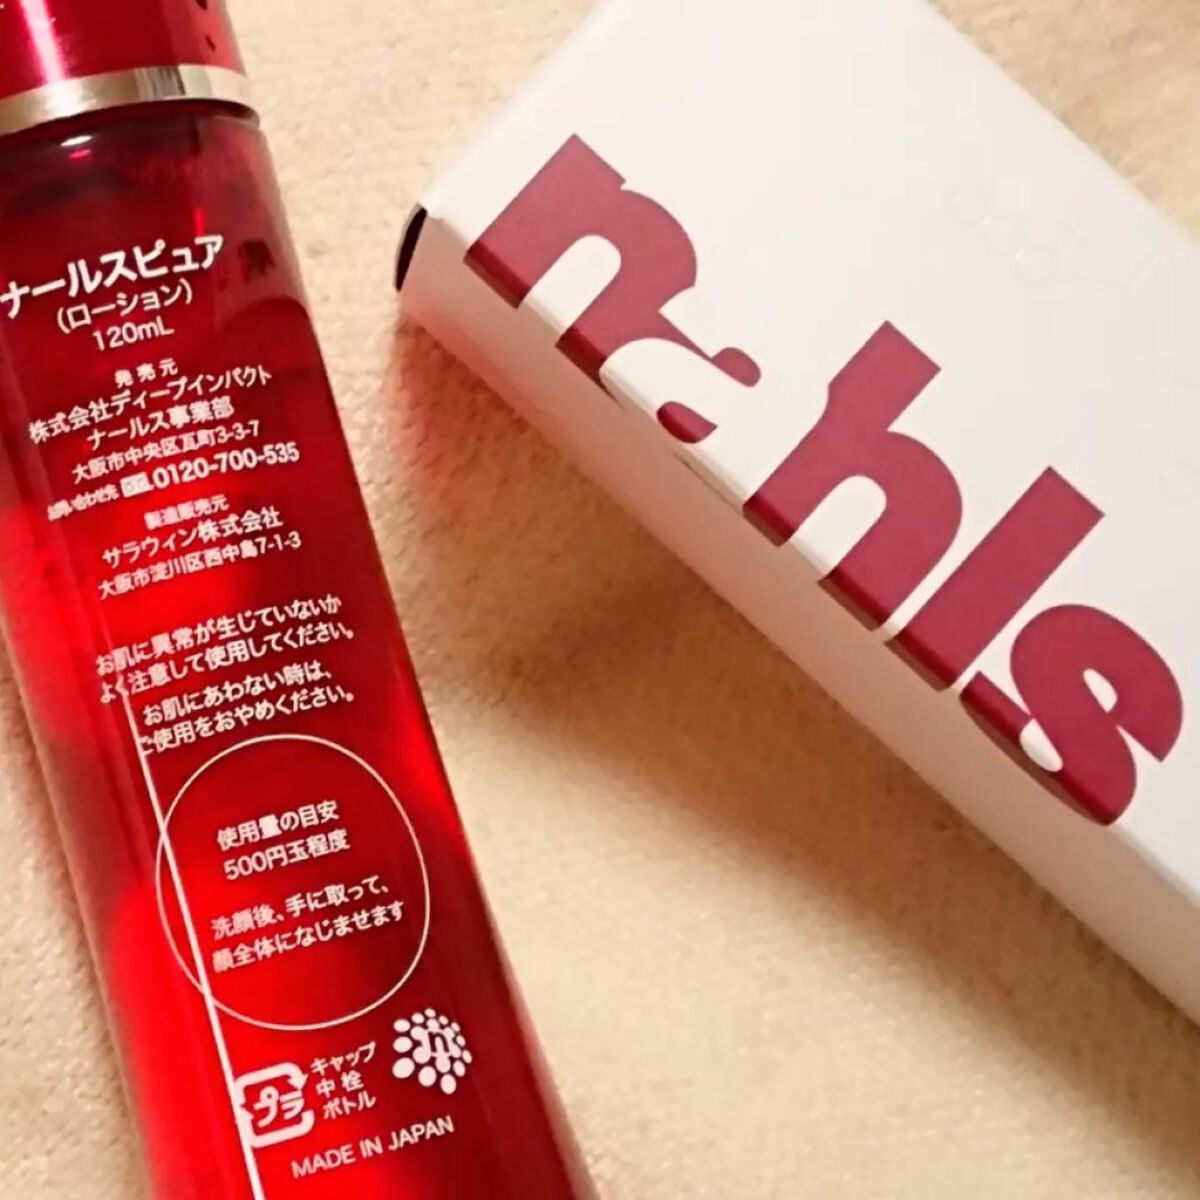 ナールスピュア
(ローション)
120mL
発売元
株式会社ディープインパクト
ナールス事業部
大阪市中央区瓦町3-3-7
お問い合わせ先 0120-700-535
製造販売元
サラウィン株式会社
大阪市淀川区西中島7-1-3
お肌に異常が生じていないか
よく注意して使用してください。
お肌にあわない時は、
ご使用をおやめください。
使用量の目安
500円玉程度
洗顔後、手に取って、
顔全体になじませます
プラ
キャップ
中栓
ボトル
n
MADE IN JAPAN
nahls